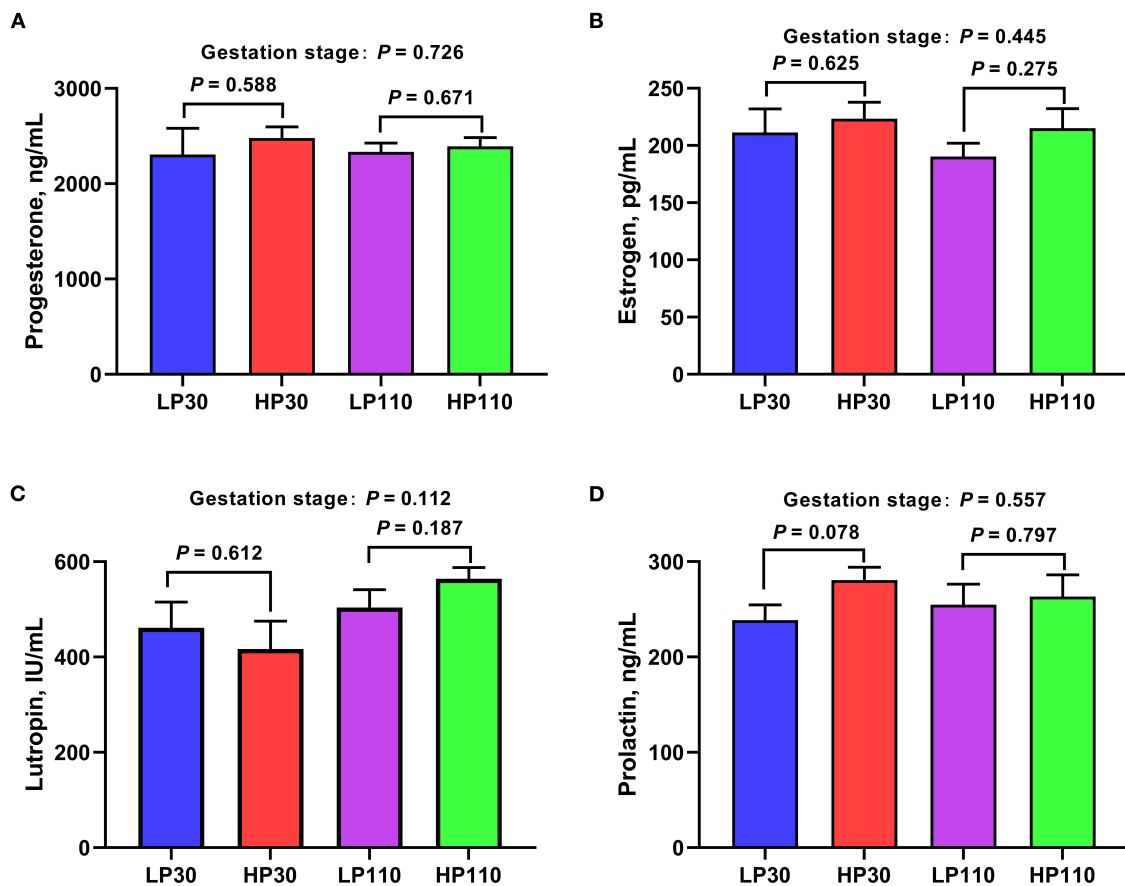 A
Gestation stage: P = 0.726
P = 0.588
P = 0.671
Progesterone, ng/mL
3000
2000
1000
0
LP30 HP30 LP110 HP110
B
Gestation stage: P = 0.445
P = 0.625
P = 0.275
Estrogen, pg/mL
250
200
150
100
50
0
LP30 HP30 LP110 HP110
C
Gestation stage: P = 0.112
P = 0.612
P = 0.187
Lutropin, IU/mL
600
400
200
0
LP30 HP30 LP110 HP110
D
Gestation stage: P = 0.557
P = 0.078
P = 0.797
Prolactin, ng/mL
300
200
100
0
LP30 HP30 LP110 HP110